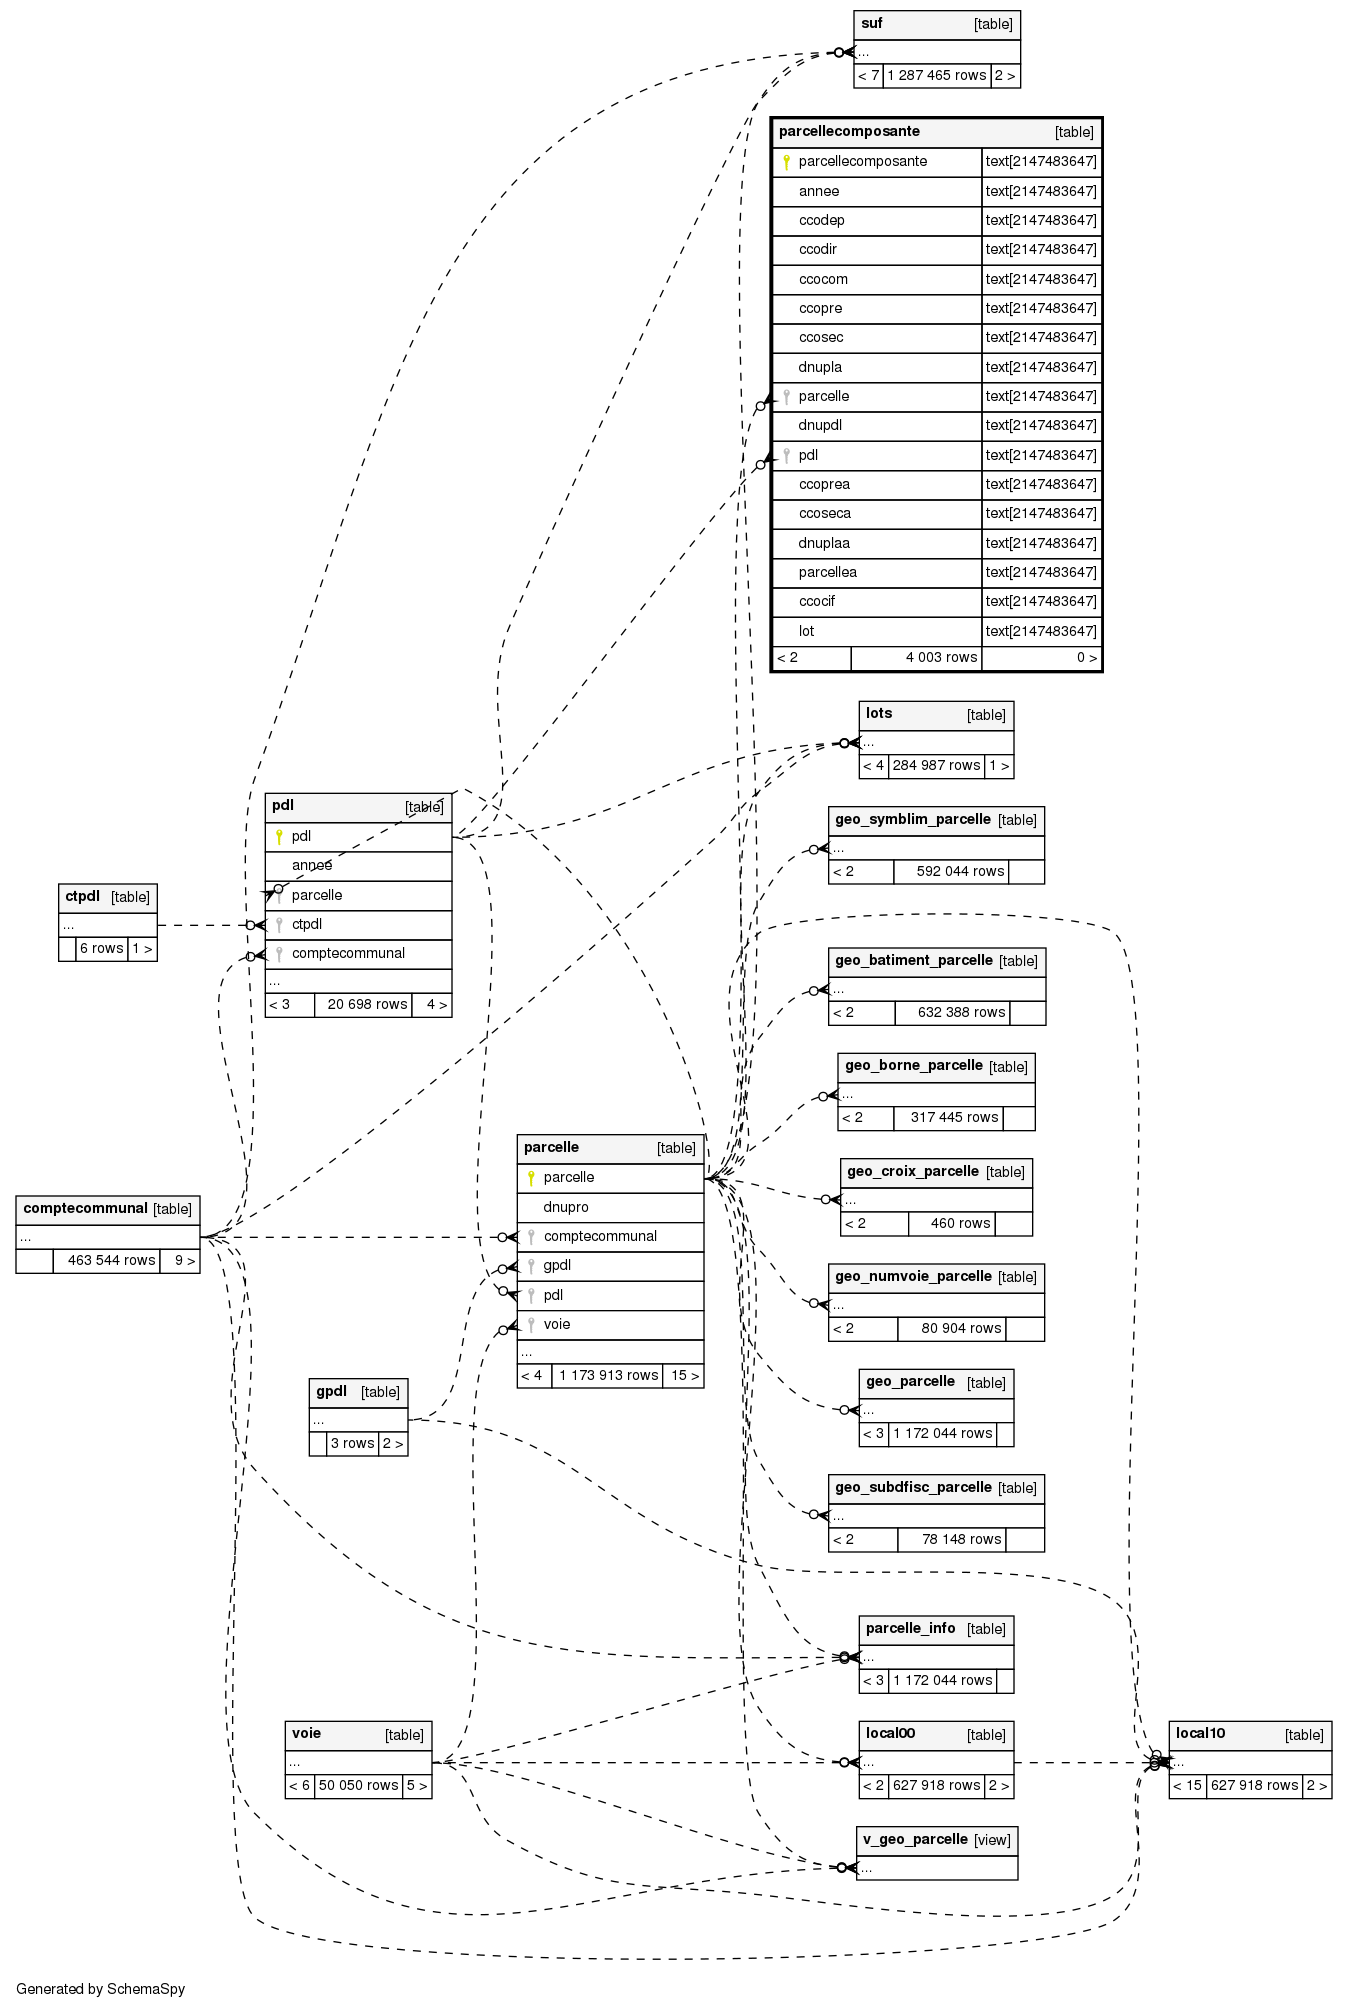 suf [table]
...
< 7 1 287 465 rows 2 >
parcellecomposante [table]
parcellecomposante text[2147483647]
annee text[2147483647]
ccodep text[2147483647]
ccodir text[2147483647]
ccocom text[2147483647]
ccopre text[2147483647]
ccosec text[2147483647]
dnupla text[2147483647]
parcelle text[2147483647]
dnupdl text[2147483647]
pdl text[2147483647]
ccoprea text[2147483647]
ccoseca text[2147483647]
dnuplaa text[2147483647]
parcellea text[2147483647]
ccocif text[2147483647]
lot text[2147483647]
< 2 4 003 rows 0 >
lots [table]
...
< 4 284 987 rows 1 >
pdl [table]
pdl
annee
parcelle
ctpdl
comptecommunal
...
< 3 20 698 rows 4 >
geo_symblim_parcelle [table]
...
< 2 592 044 rows
ctpdl [table]
...
6 rows 1 >
geo_batiment_parcelle [table]
...
< 2 632 388 rows
geo_borne_parcelle [table]
...
< 2 317 445 rows
parcelle [table]
parcelle
dnupro
comptecommunal
gpdl
pdl
voie
...
< 4 1 173 913 rows 15 >
geo_croix_parcelle [table]
...
< 2 460 rows
comptecommunal [table]
...
463 544 rows 9 >
geo_numvoie_parcelle [table]
...
< 2 80 904 rows
gpdl [table]
...
3 rows 2 >
geo_parcelle [table]
...
< 3 1 172 044 rows
geo_subdfisc_parcelle [table]
...
< 2 78 148 rows
parcelle_info [table]
...
< 3 1 172 044 rows
voie [table]
...
< 6 50 050 rows 5 >
local00 [table]
...
< 2 627 918 rows 2 >
local10 [table]
...
< 15 627 918 rows 2 >
v_geo_parcelle [view]
...
Generated by SchemaSpy